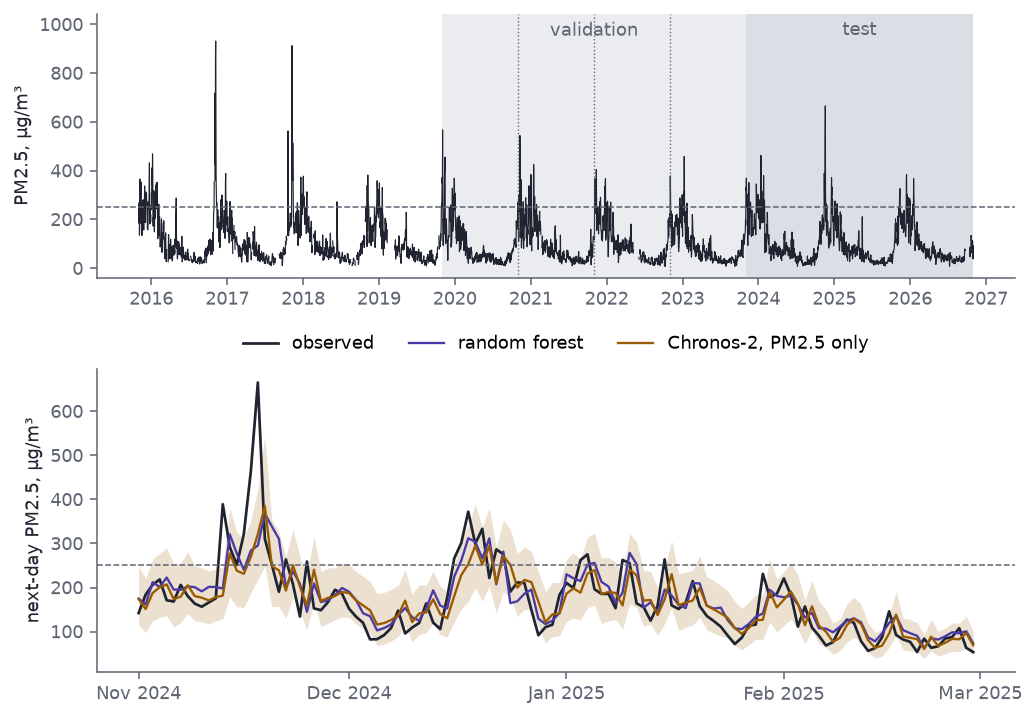 validation
test
PM2.5, µg/m³
1000
800
600
400
200
0
2016 2017 2018 2019 2020 2021 2022 2023 2024 2025 2026 2027
observed random forest Chronos-2, PM2.5 only
next-day PM2.5, µg/m³
600
500
400
300
200
100
Nov 2024 Dec 2024 Jan 2025 Feb 2025 Mar 2025